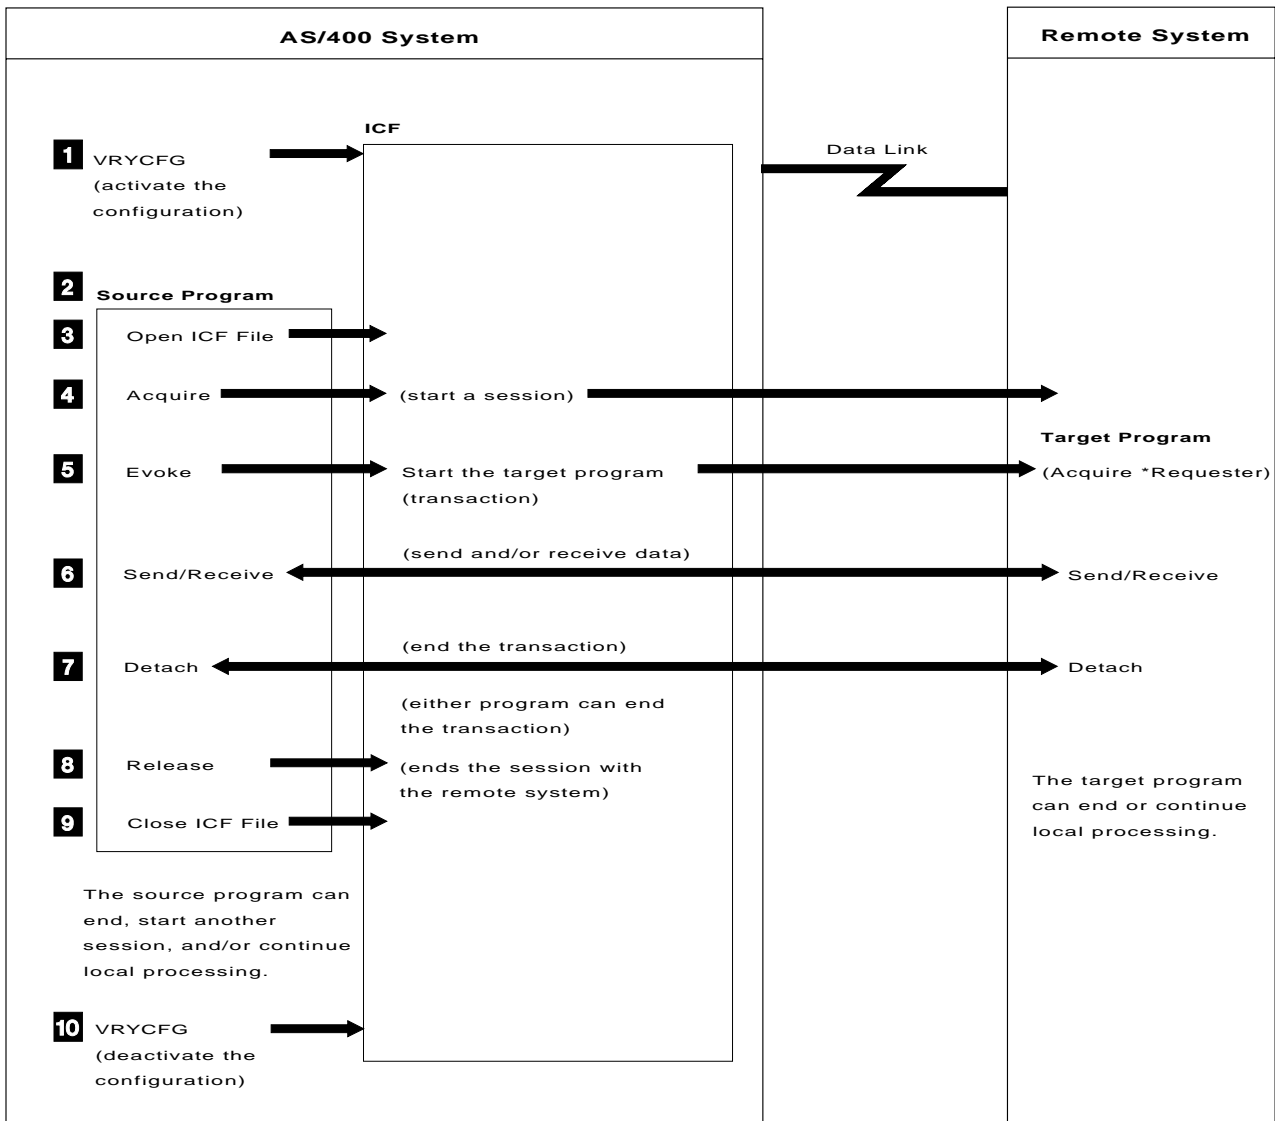 AS/400 System
Remote System
ICF
Data Link
1 VRYCFG
(activate the
configuration)
2 Source Program
3 Open ICF File
4 Acquire (start a session)
Target Program
5 Evoke Start the target program (Acquire *Requester)
(transaction)
(send and/or receive data)
6 Send/Receive Send/Receive
(end the transaction)
7 Detach Detach
(either program can end
the transaction)
8 Release (ends the session with
the remote system)
The target program
can end or continue
local processing.
9 Close ICF File
The source program can
end, start another
session, and/or continue
local processing.
10 VRYCFG
(deactivate the
configuration)